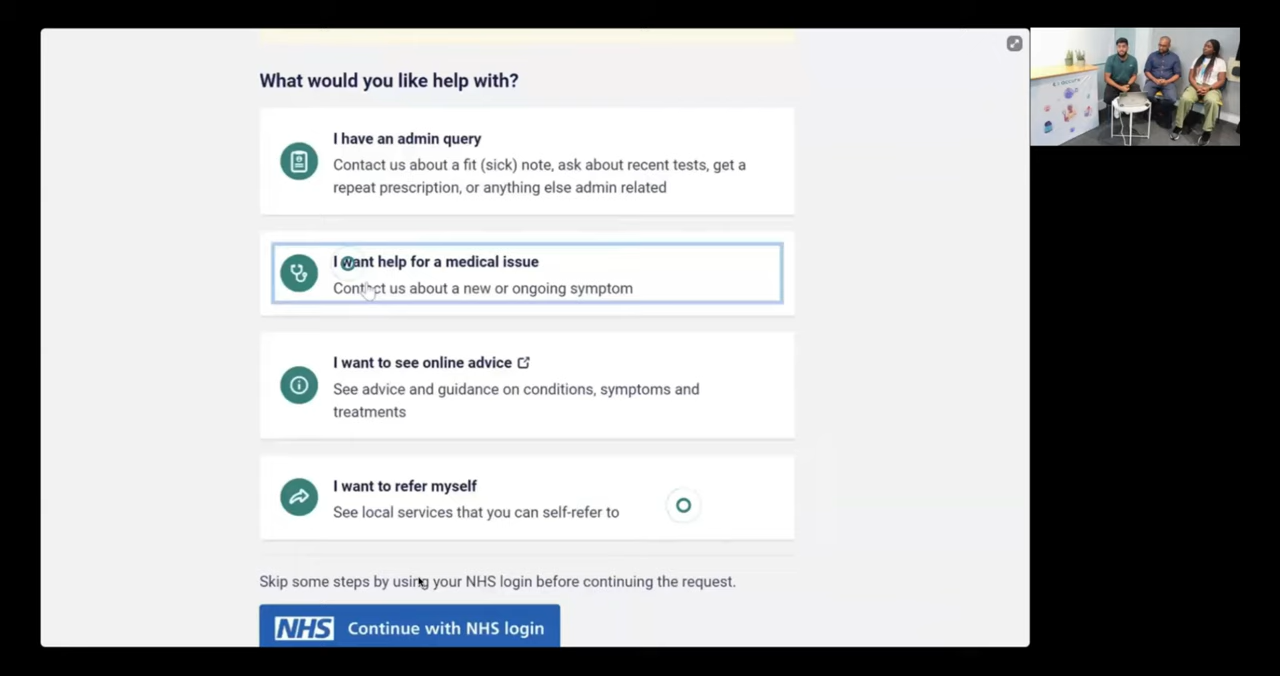 What would you like help with?
I have an admin query
Contact us about a fit (sick) note, ask about recent tests, get a
repeat prescription, or anything else admin related
I want help for a medical issue
Contact us about a new or ongoing symptom
I want to see online advice
See advice and guidance on conditions, symptoms and
treatments
I want to refer myself
See local services that you can self-refer to
Skip some steps by using your NHS login before continuing the request.
NHS Continue with NHS login